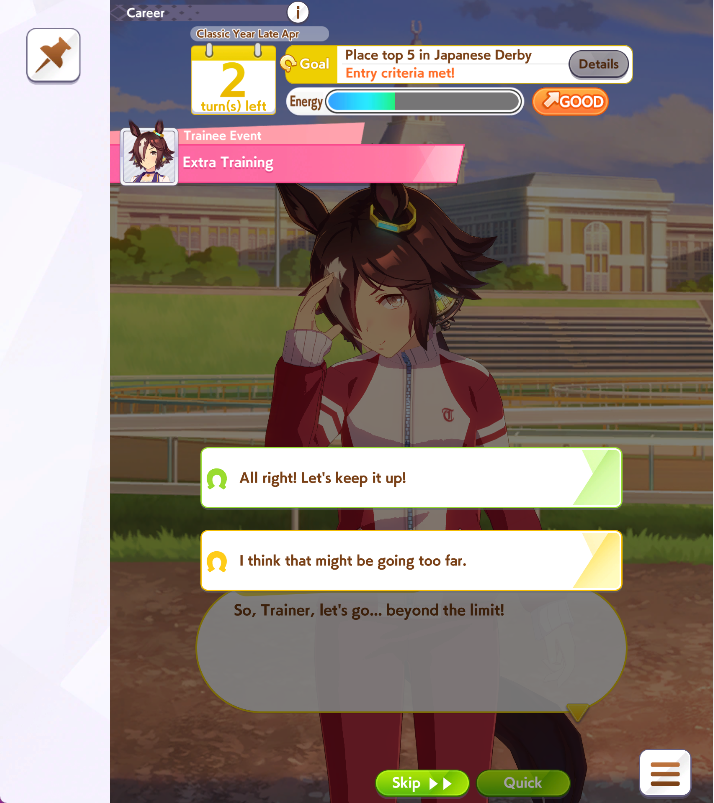 Career
i
Classic Year Late Apr
2
turn(s) left
Goal
Place top 5 in Japanese Derby
Entry criteria met!
Details
Energy
GOOD
Trainee Event
Extra Training
All right! Let's keep it up!
I think that might be going too far.
So, Trainer, let's go... beyond the limit!
Skip
Quick